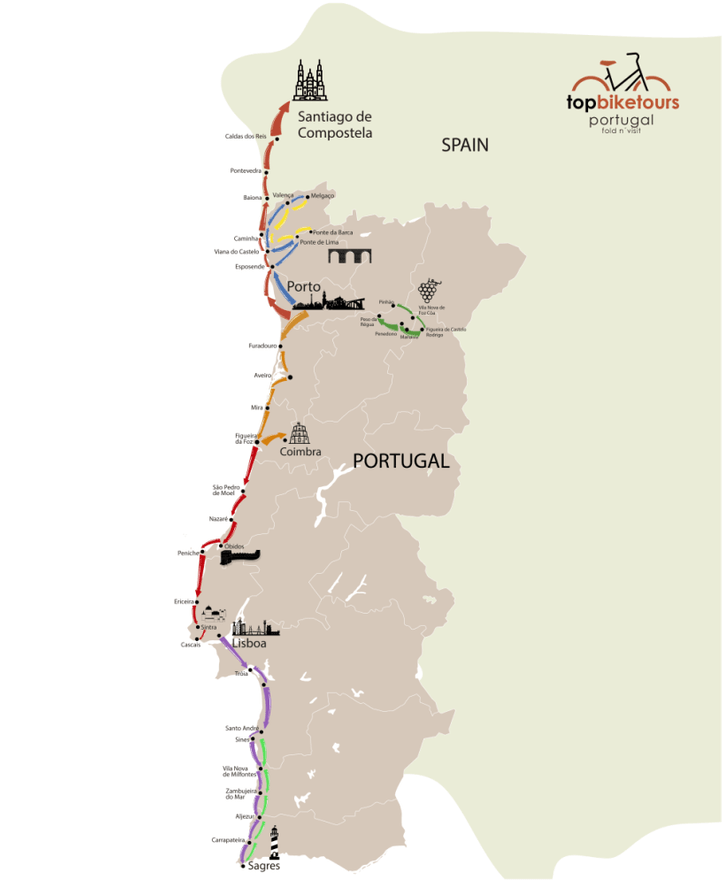 topbiketours
portugal
fold n' visit
Santiago de
Compostela
SPAIN
Caldas dos Reis
Pontevedra
Baiona
Valença
Melgaço
Ponte da Barca
Caminha
Ponte de Lima
Viana do Castelo
Esposende
Porto
Pinhão
Vila Nova de
Foz Côa
Peso da
Régua
Penedono
Marialva
Figueira de Castelo
Rodrigo
Furadouro
Aveiro
Mira
Figueira
da Foz
Coimbra
PORTUGAL
São Pedro
de Moel
Nazaré
Óbidos
Peniche
Ericeira
Sintra
Cascais
Lisboa
Tróia
Santo André
Sines
Vila Nova
de Milfontes
Zambujeira
do Mar
Aljezur
Carrapateira
Sagres